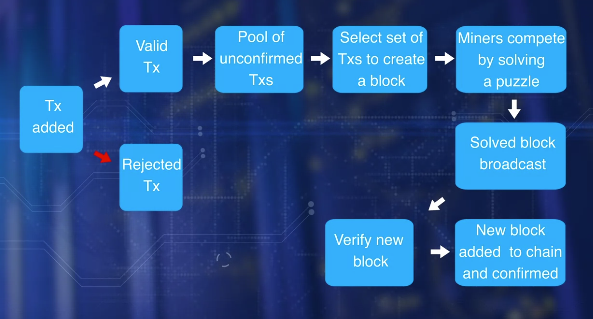 Tx
added
Valid
Tx
Rejected
Tx
Pool of
unconfirmed
Txs
Select set of
Txs to create
a block
Miners compete
by solving
a puzzle
Solved block
broadcast
Verify new
block
New block
added to chain
and confirmed